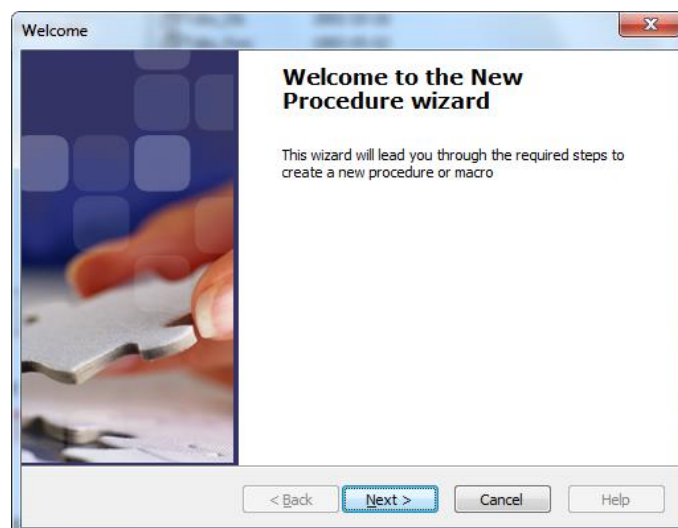 Welcome
Welcome to the New
Procedure wizard
This wizard will lead you through the required steps to
create a new procedure or macro
< Back
Next >
Cancel
Help